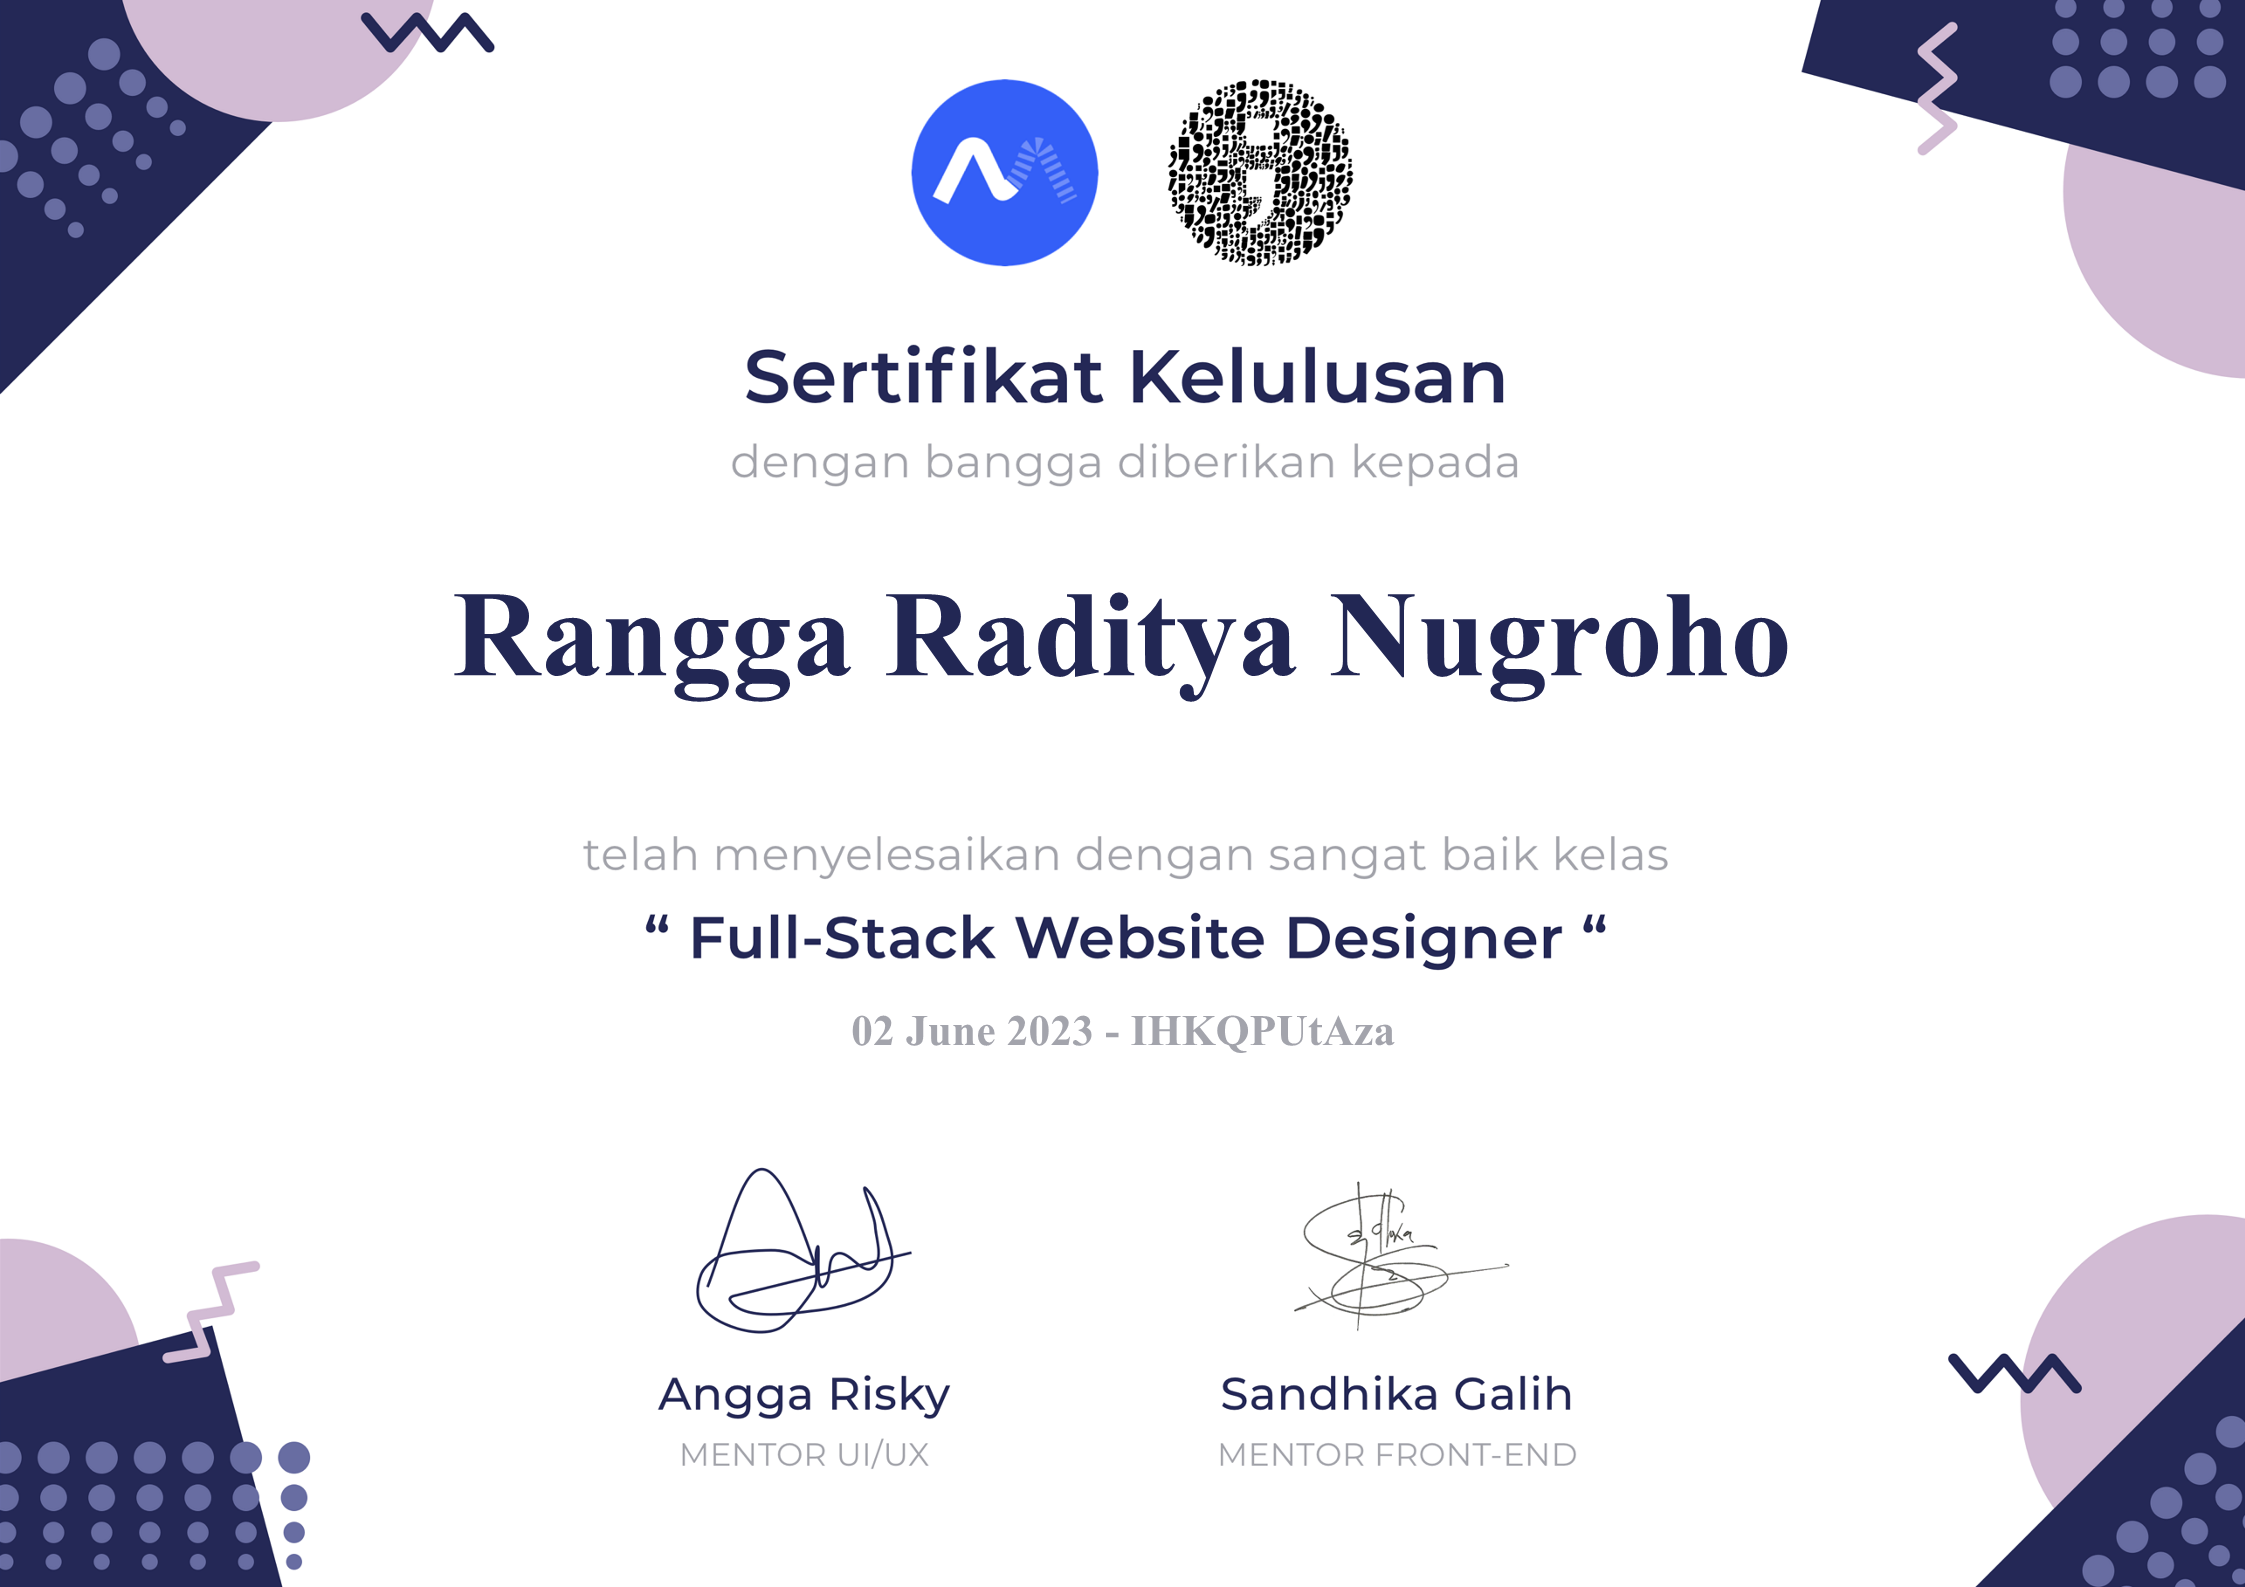 Sertifikat Kelulusan
dengan bangga diberikan kepada
Rangga Raditya Nugroho
telah menyelesaikan dengan sangat baik kelas
“ Full-Stack Website Designer “
02 June 2023 - IHKQPUtAza
Angga Risky
MENTOR UI/UX
Sandhika Galih
MENTOR FRONT-END